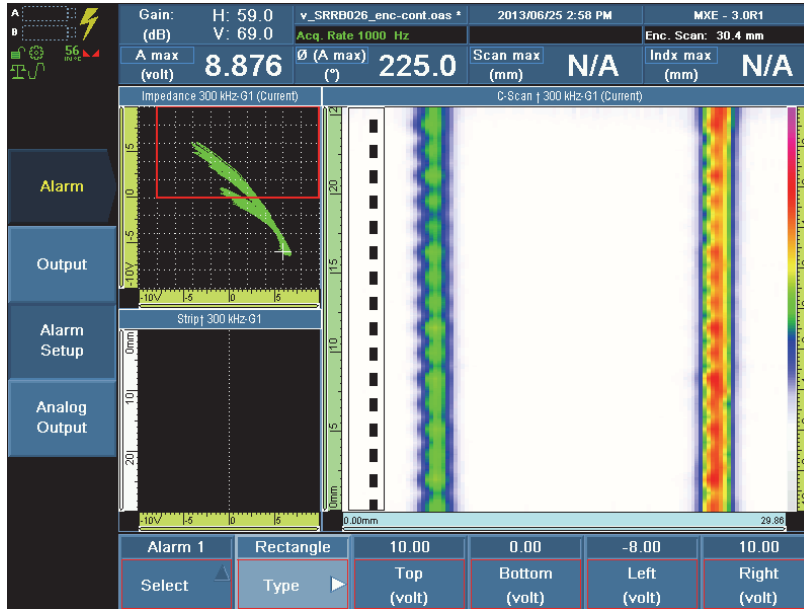 A
B
56
IN °C
Gain: H: 59.0
(dB) V: 69.0
v_SRRB026_enc-cont.oas *
2013/06/25 2:58 PM
MXE - 3.0R1
Acq. Rate 1000 Hz
Enc. Scan: 30.4 mm
A max
(volt)
8.876
Ø (A max)
(°)
225.0
Scan max
(mm)
N/A
Indx max
(mm)
N/A
Impedance 300 kHz-G1 (Current)
C-Scan † 300 kHz-G1 (Current)
Alarm
Output
Alarm
Setup
Analog
Output
5
0
-5
-10V
-10V -5 0 5
Strip† 300 kHz-G1
0mm
10
20
-10V -5 0 5
20
15
10
5
0mm
0.00mm 29.86
Alarm 1 Rectangle 10.00 0.00 -8.00 10.00
Select Type Top Bottom Left Right
(volt) (volt) (volt) (volt)